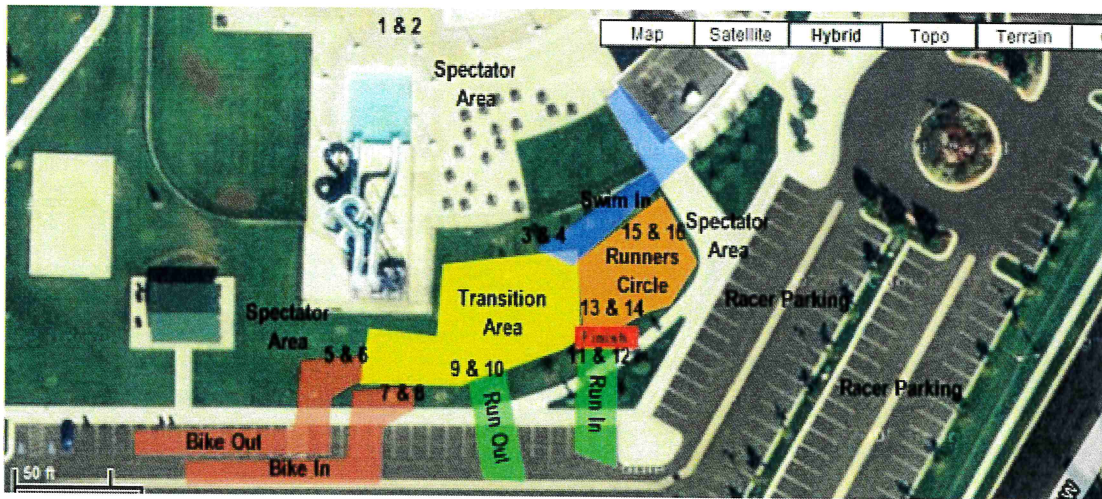 1 & 2
Map
Satellite
Hybrid
Topo
Terrain
Spectator
Area
Swim In
3 & 4
15 & 16
Runners
Circle
Spectator
Area
13 & 14
Transition
Area
Racer Parking
Spectator
Area
5 & 6
Finish
11 & 12
9 & 10
7 & 8
Run Out
Run In
Racer Parking
Bike Out
Bike In
50 ft